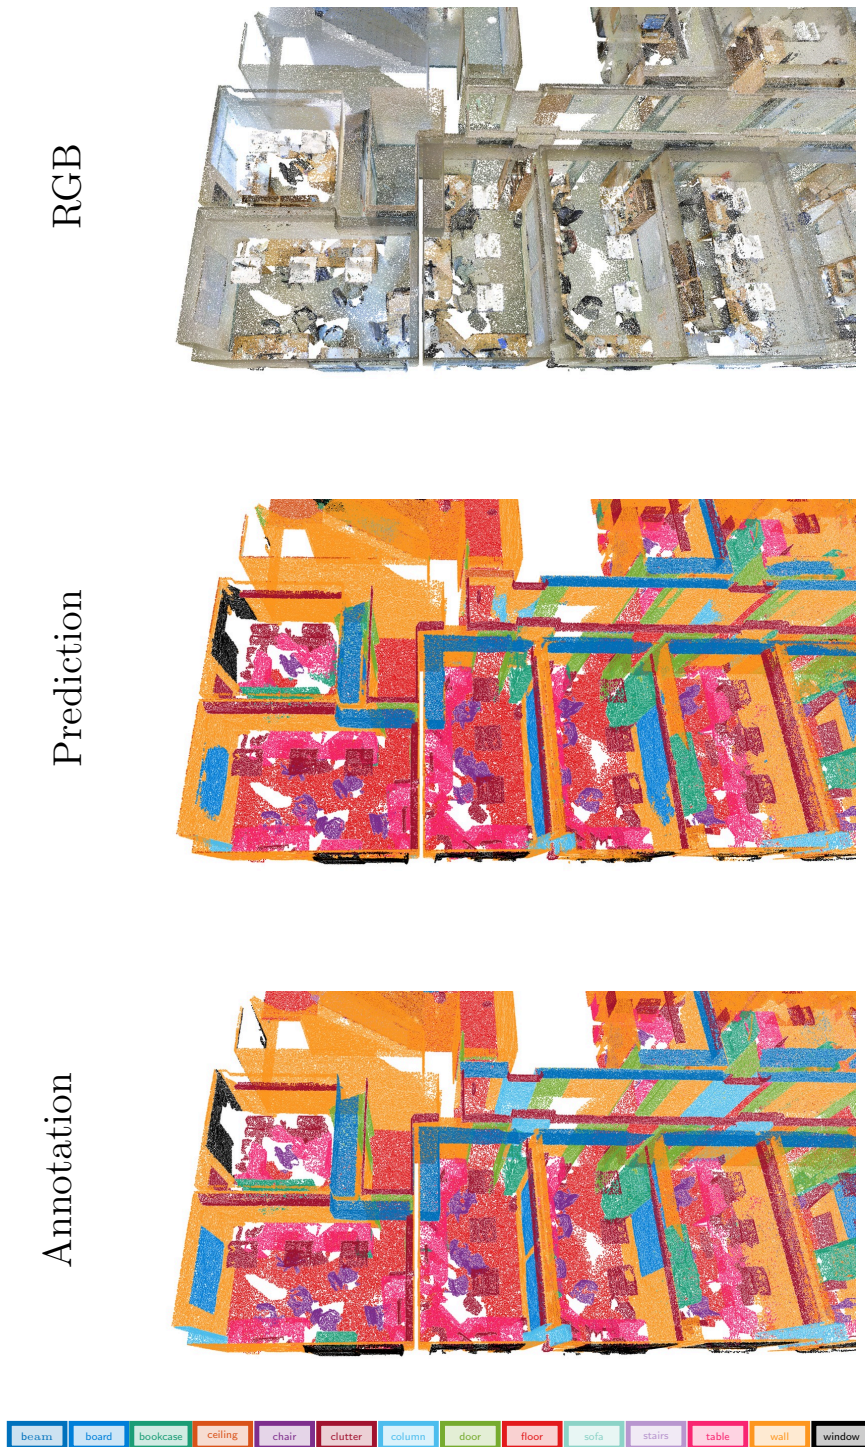 RGB
Prediction
Annotation
beam board bookcase ceiling chair clutter column door floor sofa stairs table wall window